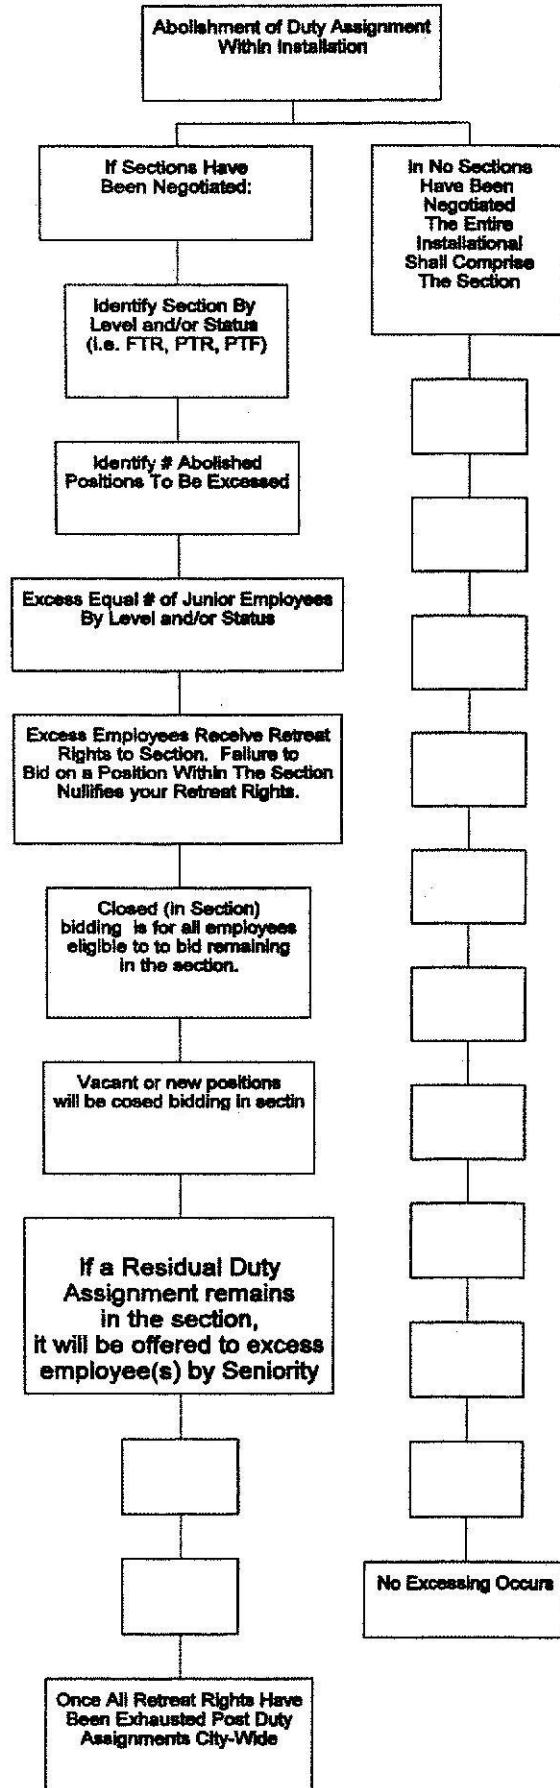 Abolishment of Duty Assignment
Within Installation
If Sections Have
Been Negotiated:
In No Sections
Have Been
Negotiated
The Entire
Installational
Shall Comprise
The Section
Identify Section By
Level and/or Status
(i.e. FTR, PTR, PTF)
Identify # Abolished
Positions To Be Excessed
Excess Equal # of Junior Employees
By Level and/or Status
Excess Employees Receive Retreat
Rights to Section. Failure to
Bid on a Position Within The Section
Nullifies your Retreat Rights.
Closed (in Section)
bidding is for all employees
eligible to to bid remaining
in the section.
Vacant or new positions
will be cosed bidding in sectin
If a Residual Duty
Assignment remains
in the section,
it will be offered to excess
employee(s) by Seniority
No Excessing Occurs
Once All Retreat Rights Have
Been Exhausted Post Duty
Assignments City-Wide